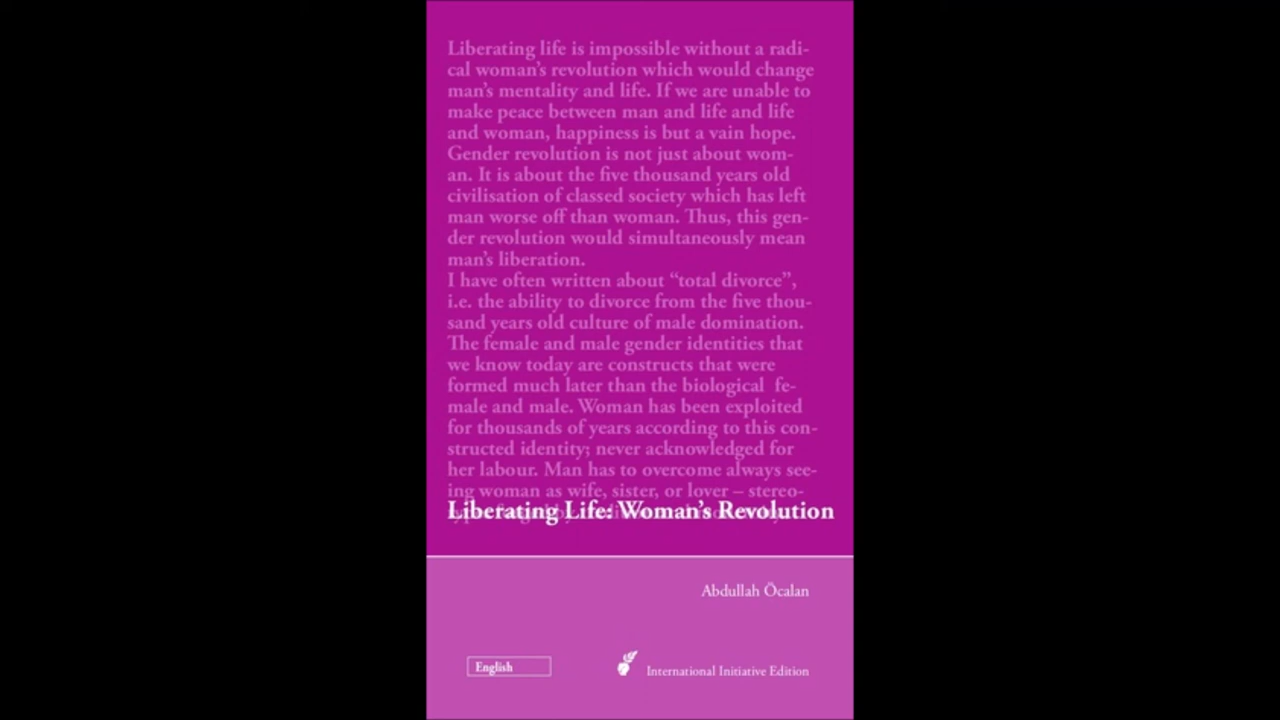 Liberating life is impossible without a radi-
cal woman's revolution which would change
man's mentality and life. If we are unable to
make peace between man and life and life
and woman, happiness is but a vain hope.
Gender revolution is not just about wom-
an. It is about the five thousand years old
civilisation of classed society which has left
man worse off than woman. Thus, this gen-
der revolution would simultaneously mean
man's liberation.
I have often written about “total divorce”,
i.e. the ability to divorce from the five thou-
sand years old culture of male domination.
The female and male gender identities that
we know today are constructs that were
formed much later than the biological  fe-
male and male. Woman has been exploited
for thousands of years according to this con-
structed identity; never acknowledged for
her labour. Man has to overcome always see-
ing woman as wife, sister, or lover – stereo-
Liberating Life: Woman's Revolution
Abdullah Öcalan
English
International Initiative Edition